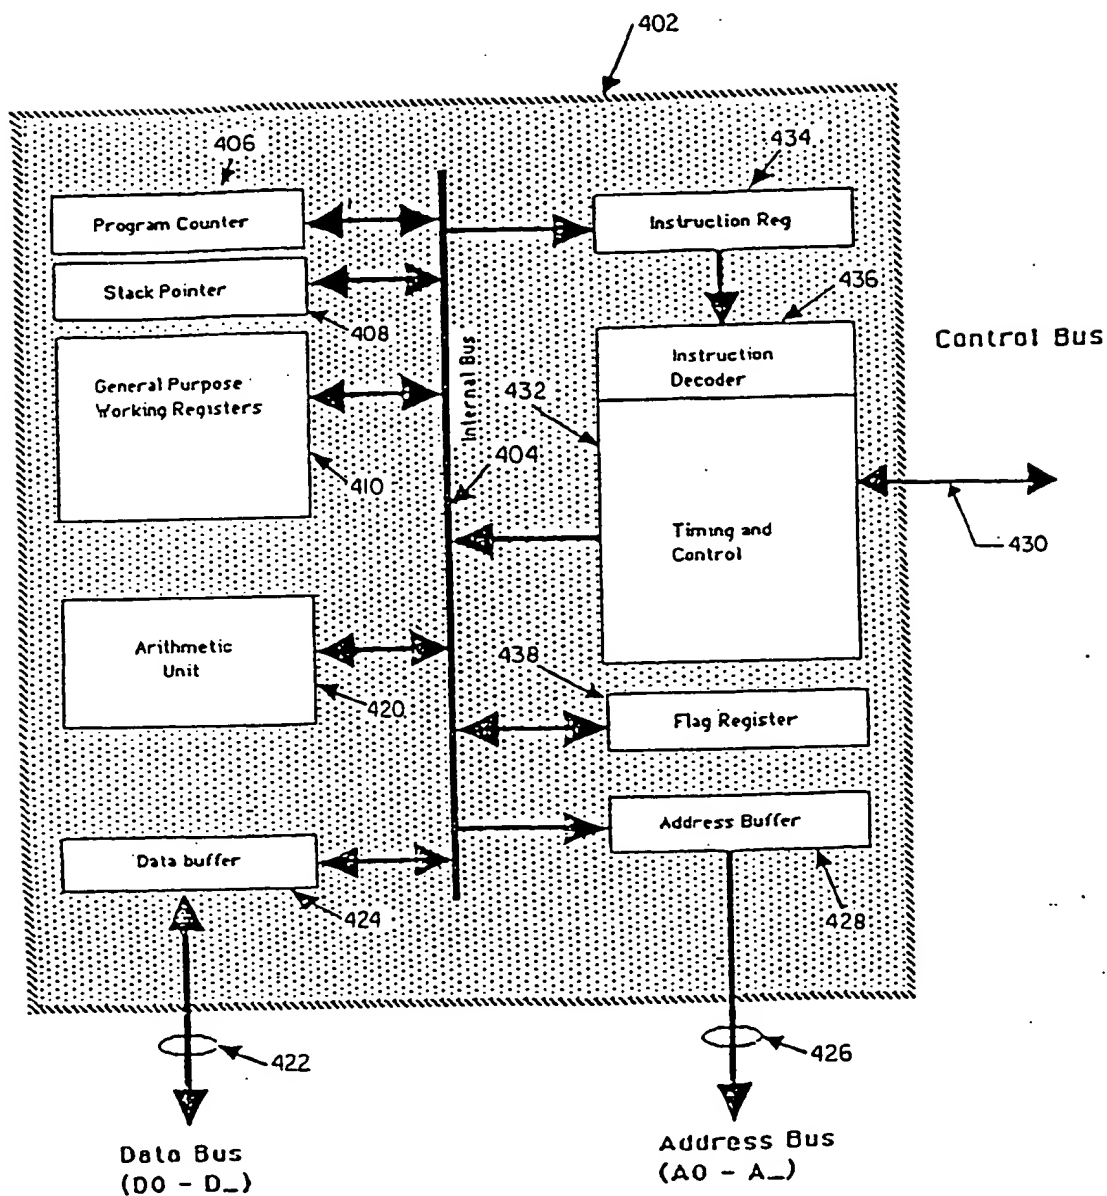 402
406
434
Program Counter
Instruction Reg
Stack Pointer
408
436
Control Bus
General Purpose
Working Registers
Instruction
Decoder
Internal Bus
432
404
410
Timing and
Control
430
Arithmetic
Unit
438
420
Flag Register
Address Buffer
Data buffer
424
428
422
426
Data Bus
(D0 - D_)
Address Bus
(A0 - A_)